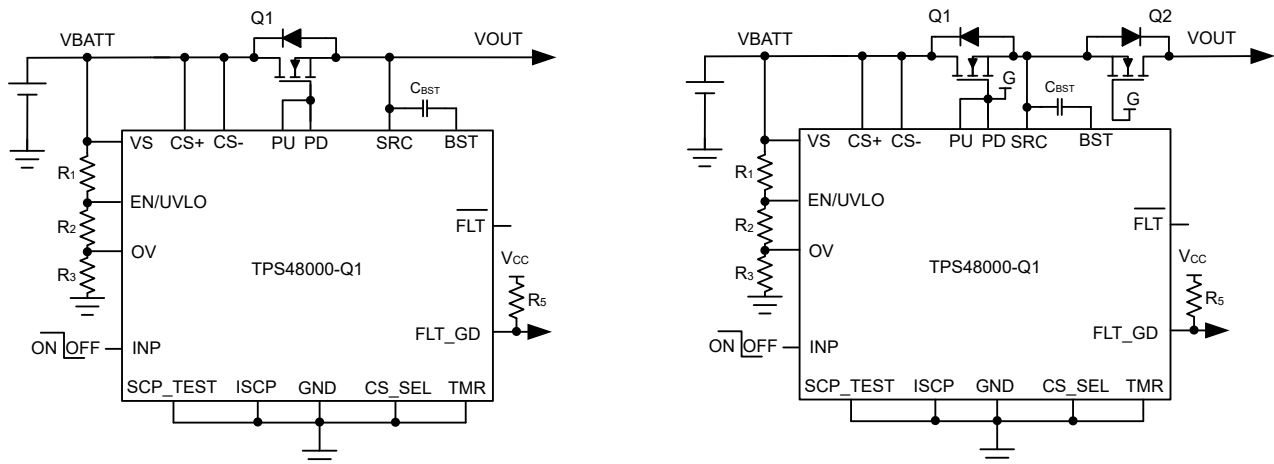 Q1
VBATT
VOUT
CBST
VS
CS+
CS-
PU
PD
SRC
BST
R1
EN/UVLO
R2
FLT
OV
R3
TPS48000-Q1
VCC
R5
FLT_GD
ON
OFF
INP
SCP_TEST
ISCP
GND
CS_SEL
TMR
Q1
Q2
VBATT
VOUT
G
CBST
G
VS
CS+
CS-
PU
PD
SRC
BST
R1
EN/UVLO
R2
FLT
OV
R3
TPS48000-Q1
VCC
R5
FLT_GD
ON
OFF
INP
SCP_TEST
ISCP
GND
CS_SEL
TMR